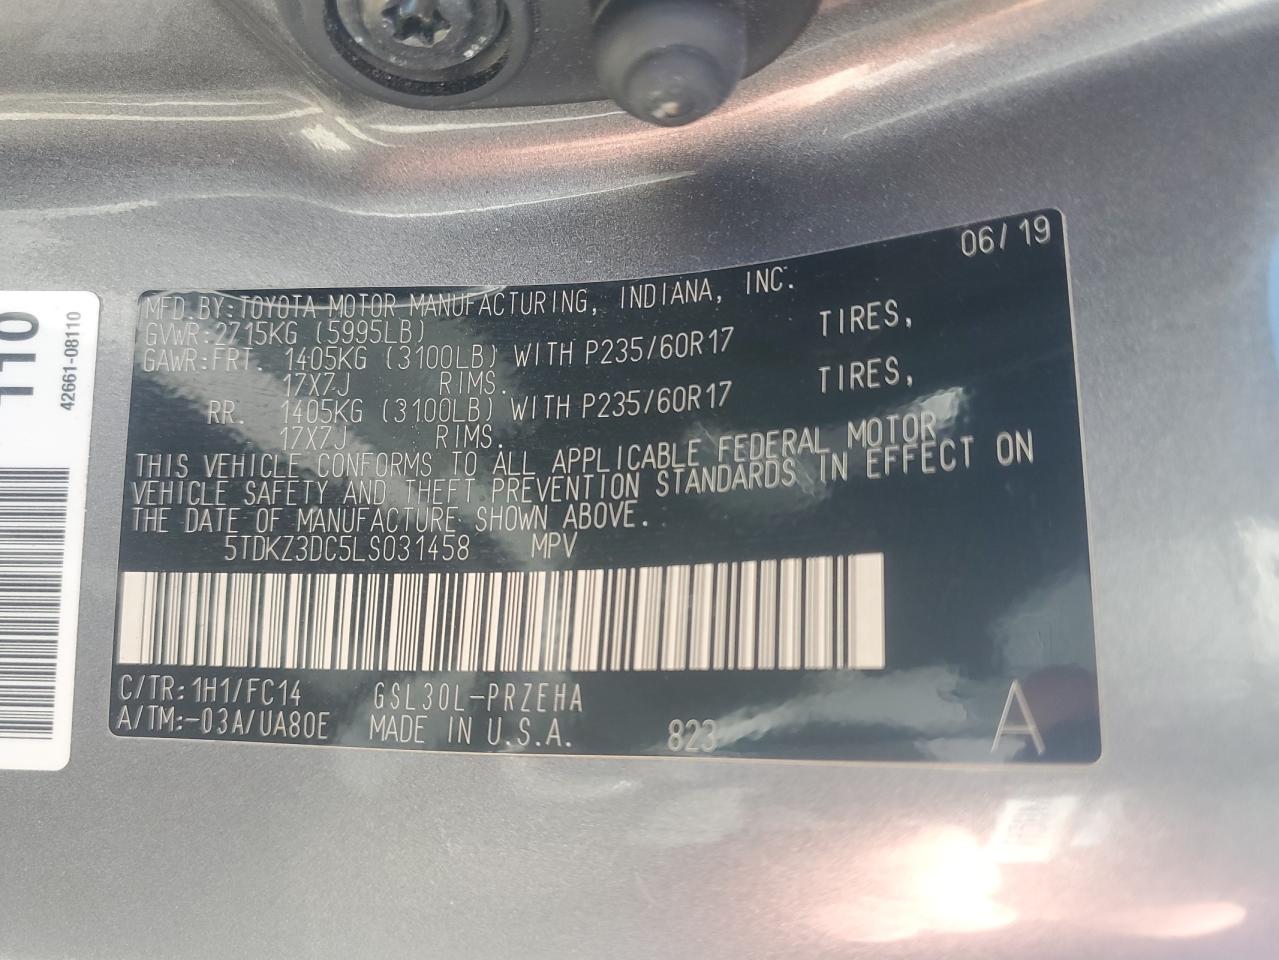 06/19
MFD.BY:TOYOTA MOTOR MANUFACTURING, INDIANA, INC.
GVWR:2715KG (5995LB)
GAWR:FRT. 1405KG (3100LB) WITH P235/60R17 TIRES,
17X7J RIMS.
RR. 1405KG (3100LB) WITH P235/60R17 TIRES,
17X7J RIMS.
THIS VEHICLE CONFORMS TO ALL APPLICABLE FEDERAL MOTOR
VEHICLE SAFETY AND THEFT PREVENTION STANDARDS IN EFFECT ON
THE DATE OF MANUFACTURE SHOWN ABOVE.
5TDKZ3DC5LS031458 MPV
C/TR:1H1/FC14 GSL30L-PRZEHA
A/TM:-03A/UA80E MADE IN U.S.A. 823 A
110
42661-08110